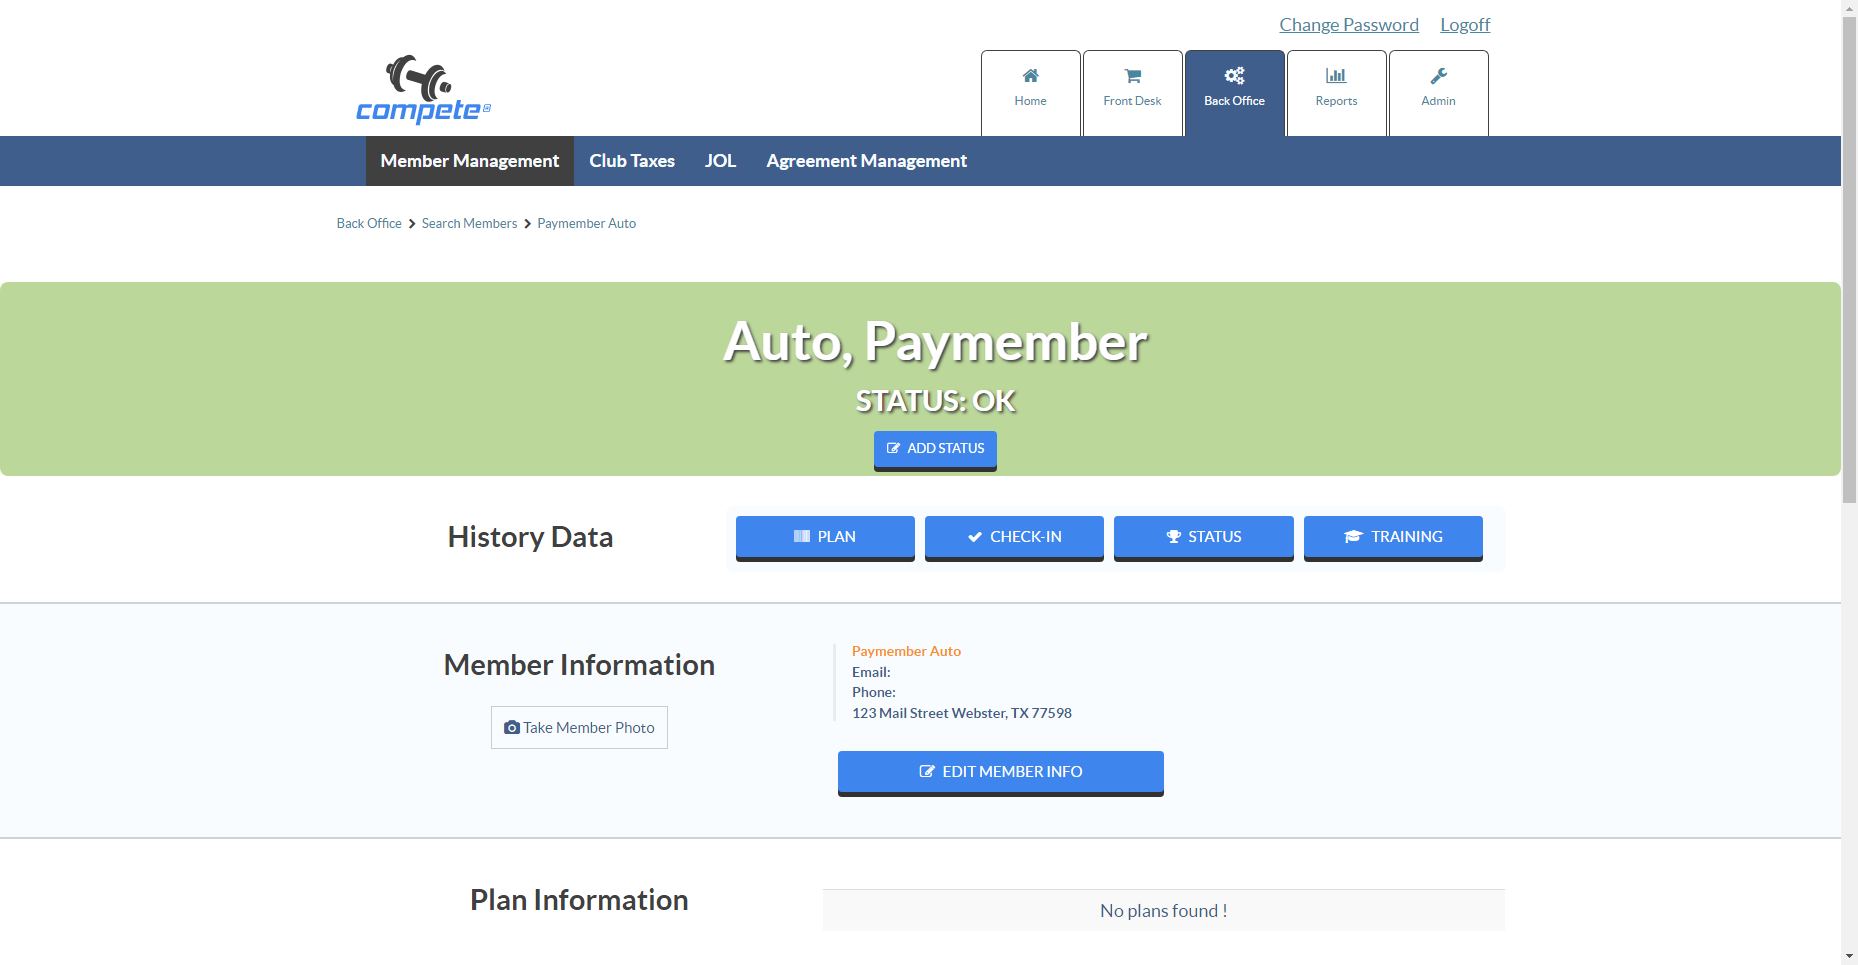 Change Password Logoff
compete
Home Front Desk Back Office Reports Admin
Member Management Club Taxes JOL Agreement Management
Back Office Search Members Paymember Auto
Auto, Paymember
STATUS: OK
ADD STATUS
History Data
PLAN CHECK-IN STATUS TRAINING
Member Information
Take Member Photo
Paymember Auto
Email:
Phone:
123 Mail Street Webster, TX 77598
EDIT MEMBER INFO
Plan Information
No plans found !